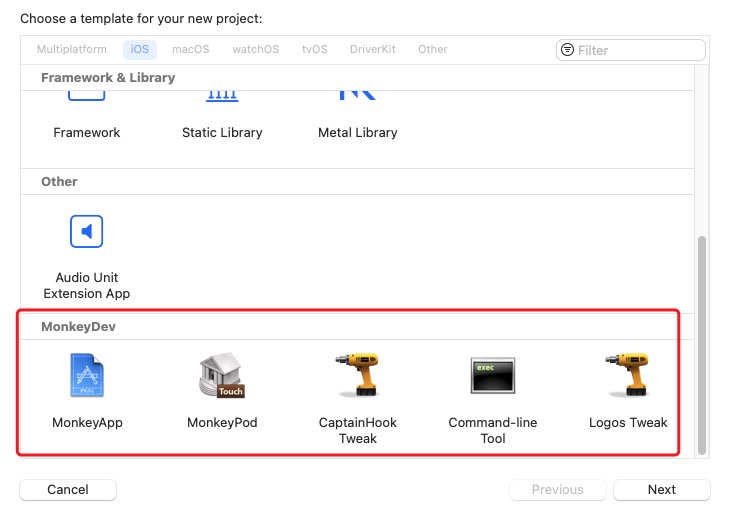 Choose a template for your new project:
Multiplatform iOS macOS watchOS tvOS DriverKit Other Filter
Framework & Library
Framework Static Library Metal Library
Other
Audio Unit
Extension App
MonkeyDev
exec
Touch
MonkeyApp MonkeyPod CaptainHook Command-line Logos Tweak
Tweak Tool
Cancel Previous Next